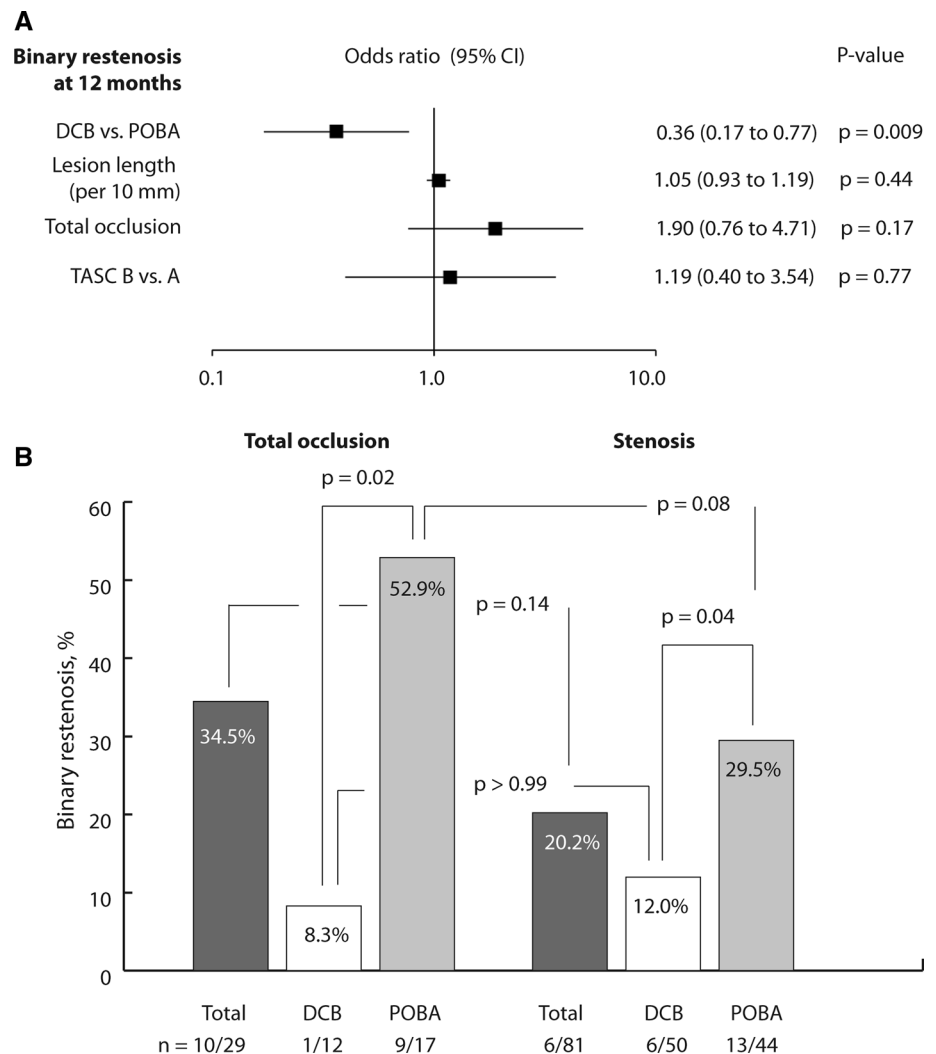 A
Binary restenosis at 12 months
Odds ratio (95% CI)
P-value
DCB vs. POBA
0.36 (0.17 to 0.77)
p = 0.009
Lesion length (per 10 mm)
1.05 (0.93 to 1.19)
p = 0.44
Total occlusion
1.90 (0.76 to 4.71)
p = 0.17
TASC B vs. A
1.19 (0.40 to 3.54)
p = 0.77
0.1
1.0
10.0
B
Total occlusion
Stenosis
Binary restenosis, %
60
50
40
30
20
10
0
p = 0.02
p = 0.08
p = 0.14
p = 0.04
p > 0.99
34.5%
8.3%
52.9%
20.2%
12.0%
29.5%
Total
DCB
POBA
Total
DCB
POBA
n = 10/29
1/12
9/17
6/81
6/50
13/44